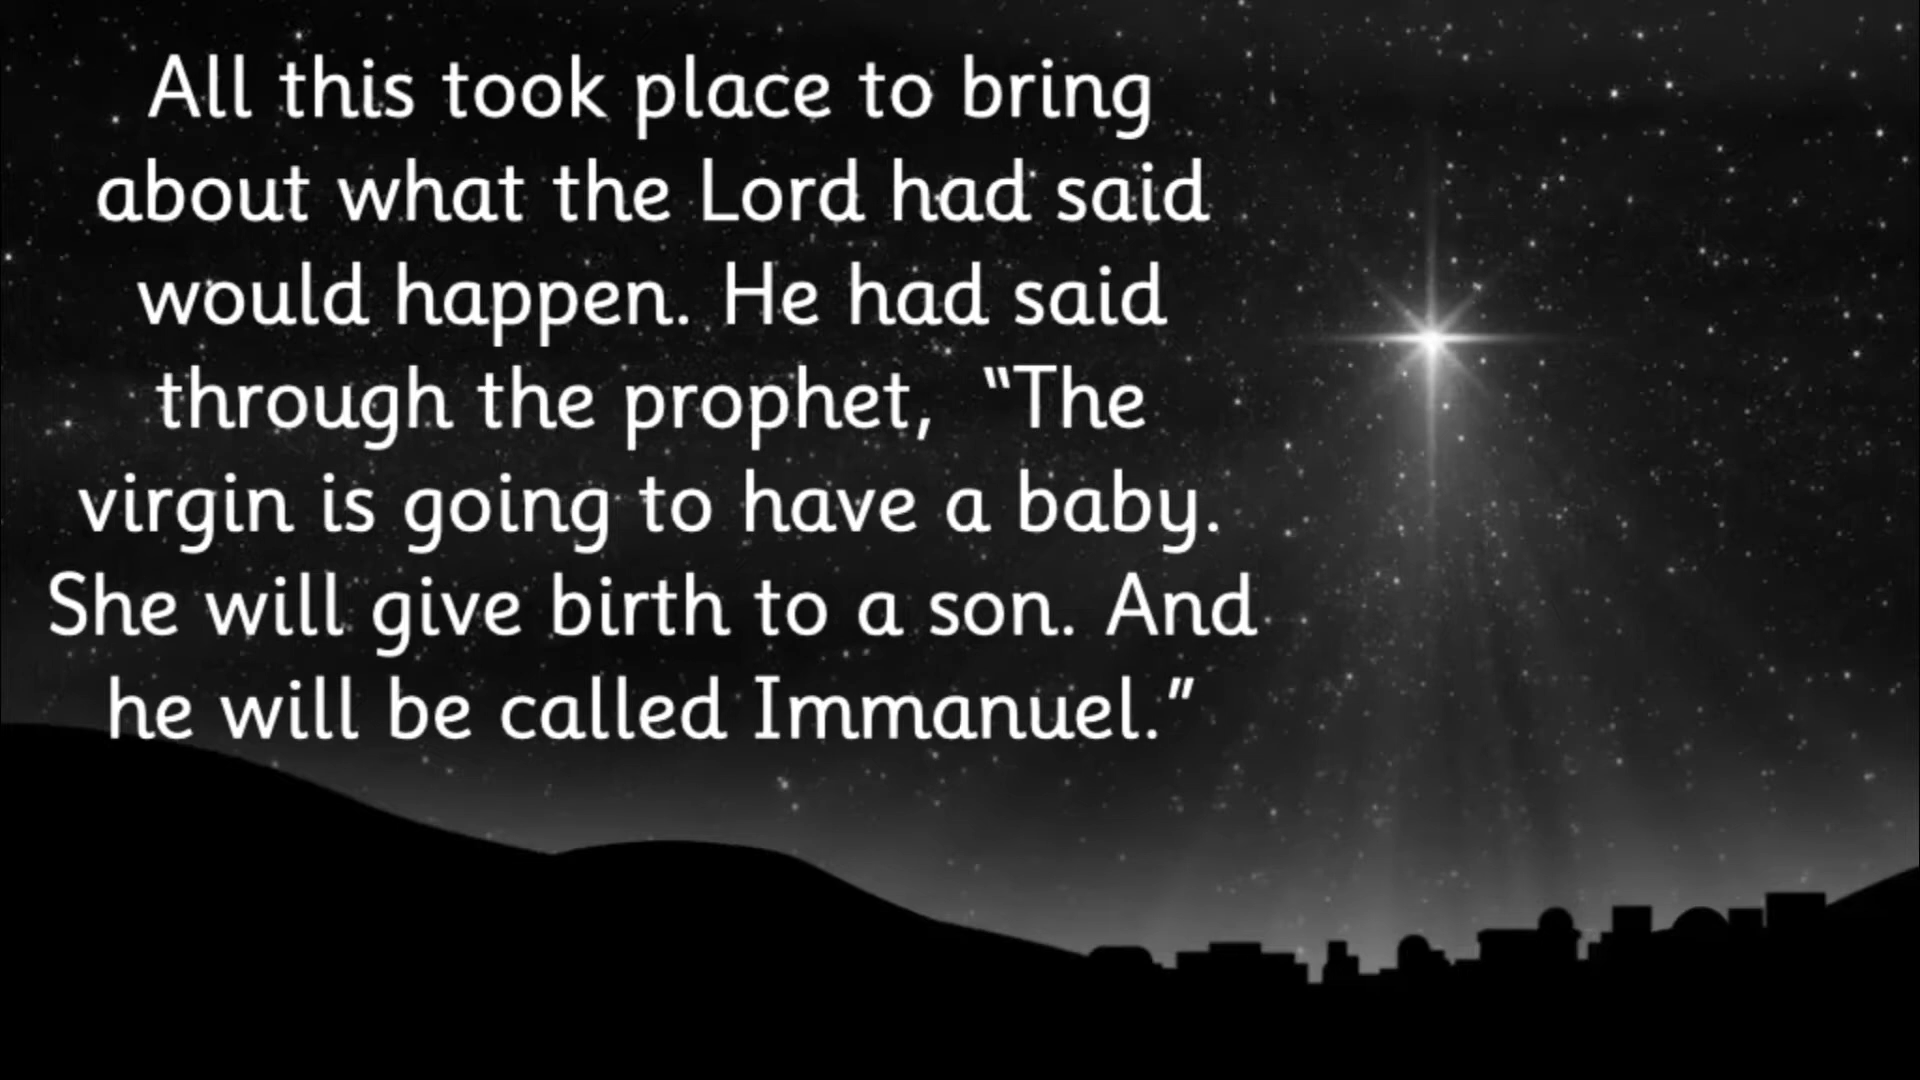 All this took place to bring
about what the Lord had said
would happen. He had said
through the prophet, “The
virgin is going to have a baby.
She will give birth to a son. And
he will be called Immanuel.”